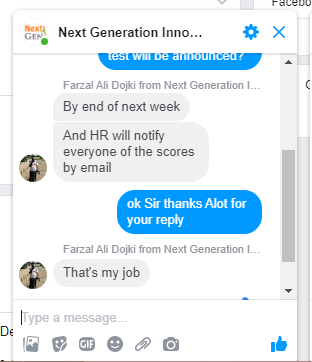 Facebo
Next
GEN
Next Generation Inno...
test will be announced?
Farzal Ali Dojki from Next Generation I...
By end of next week
And HR will notify
everyone of the scores
by email
ok Sir thanks Alot for
your reply
Farzal Ali Dojki from Next Generation I...
That's my job
Type a message...
De
GIF